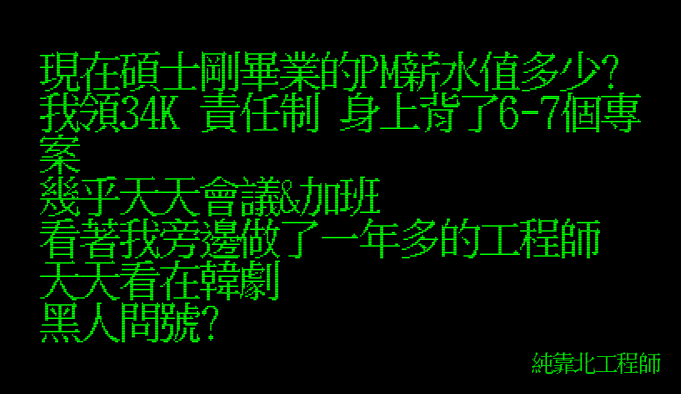 現在碩士剛畢業的PM薪水值多少?
我領34K 責任制 身上背了6-7個專
案
幾乎天天會議&加班
看著我旁邊做了一年多的工程師
天天看在韓劇
黑人問號?
純靠北工程師